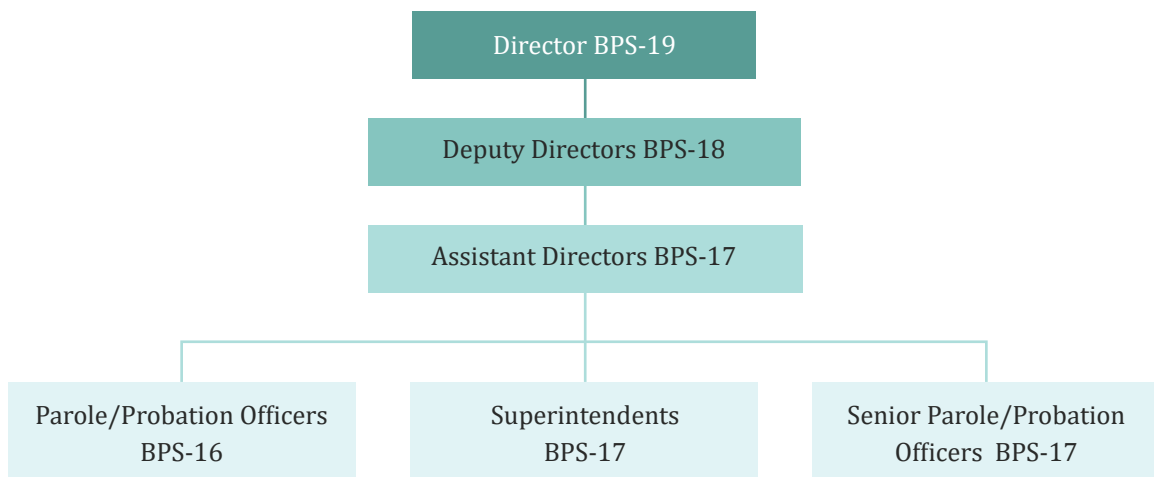 Director BPS-19
Deputy Directors BPS-18
Assistant Directors BPS-17
Parole/Probation Officers
BPS-16
Superintendents
BPS-17
Senior Parole/Probation
Officers BPS-17